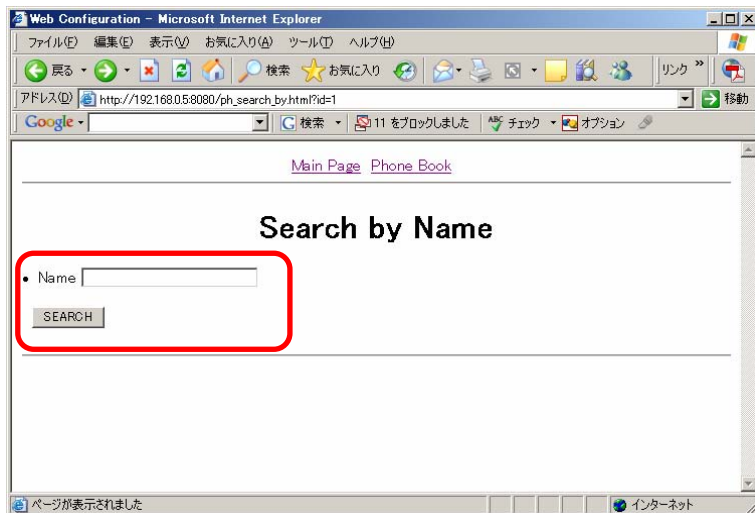 Web Configuration - Microsoft Internet Explorer
ファイル(F) 編集(E) 表示(V) お気に入り(A) ツール(T) ヘルプ(H)
戻る 検索 お気に入り リンク »
アドレス(D) http://192.168.0.5:8080/ph_search_by.html?id=1 移動
Google 検索 11 をブロックしました ABC チェック オプション
Main Page Phone Book
Search by Name
• Name
SEARCH
ページが表示されました インターネット